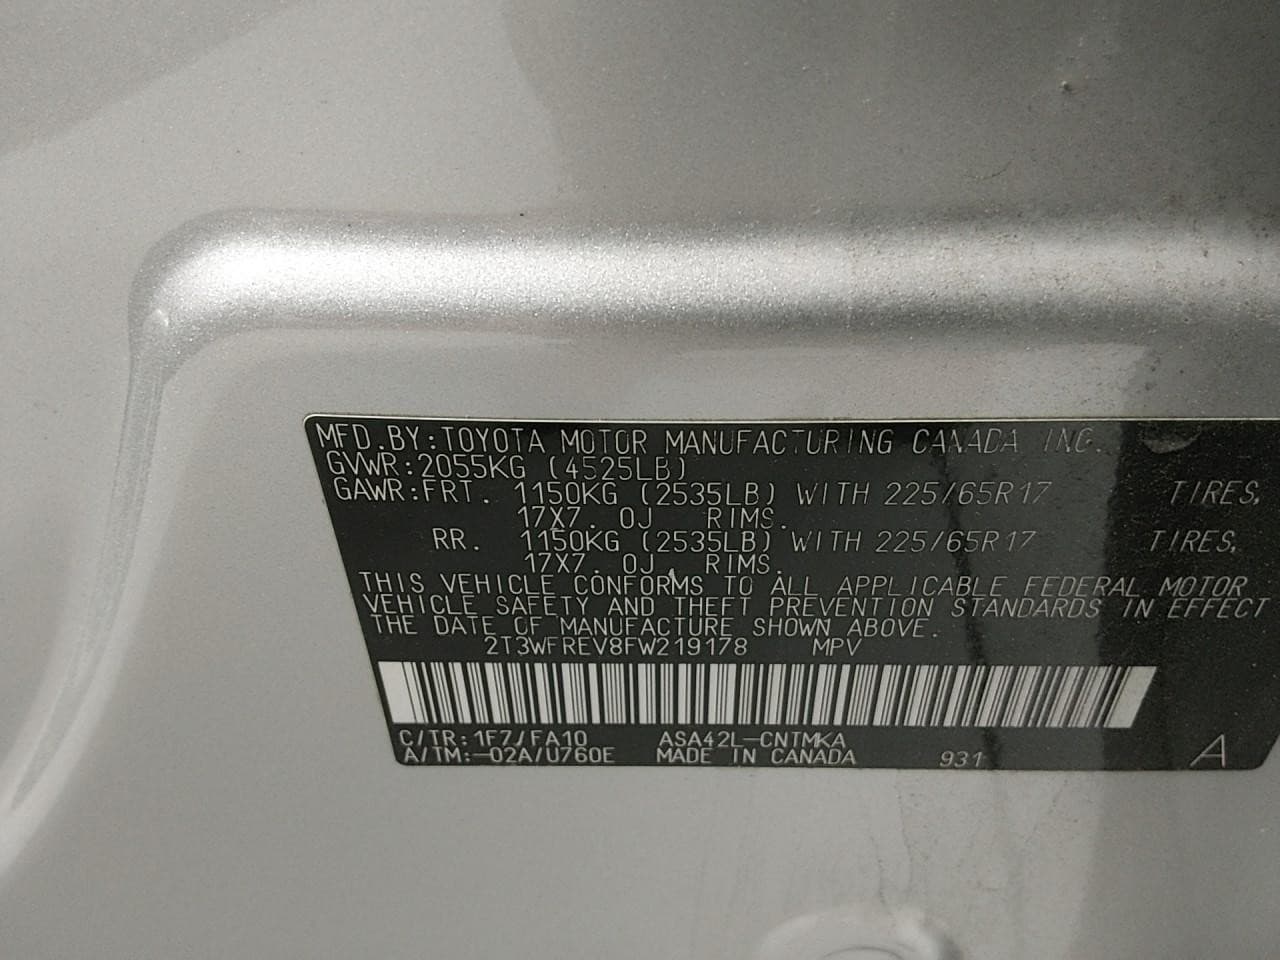 MFD.BY:TOYOTA MOTOR MANUFACTURING CANADA INC.
GVWR:2055KG (4525LB)
GAWR:FRT. 1150KG (2535LB) WITH 225/65R17 TIRES,
17X7. 0J RIMS.
RR. 1150KG (2535LB) WITH 225/65R17 TIRES,
17X7. 0J RIMS.
THIS VEHICLE CONFORMS TO ALL APPLICABLE FEDERAL MOTOR
VEHICLE SAFETY AND THEFT PREVENTION STANDARDS IN EFFECT
THE DATE OF MANUFACTURE SHOWN ABOVE.
2T3WFREV8FW219178 MPV
C/TR:1F7/FA10 ASA42L-CNTMKA
A/TM:-02A/U760E MADE IN CANADA 931 A